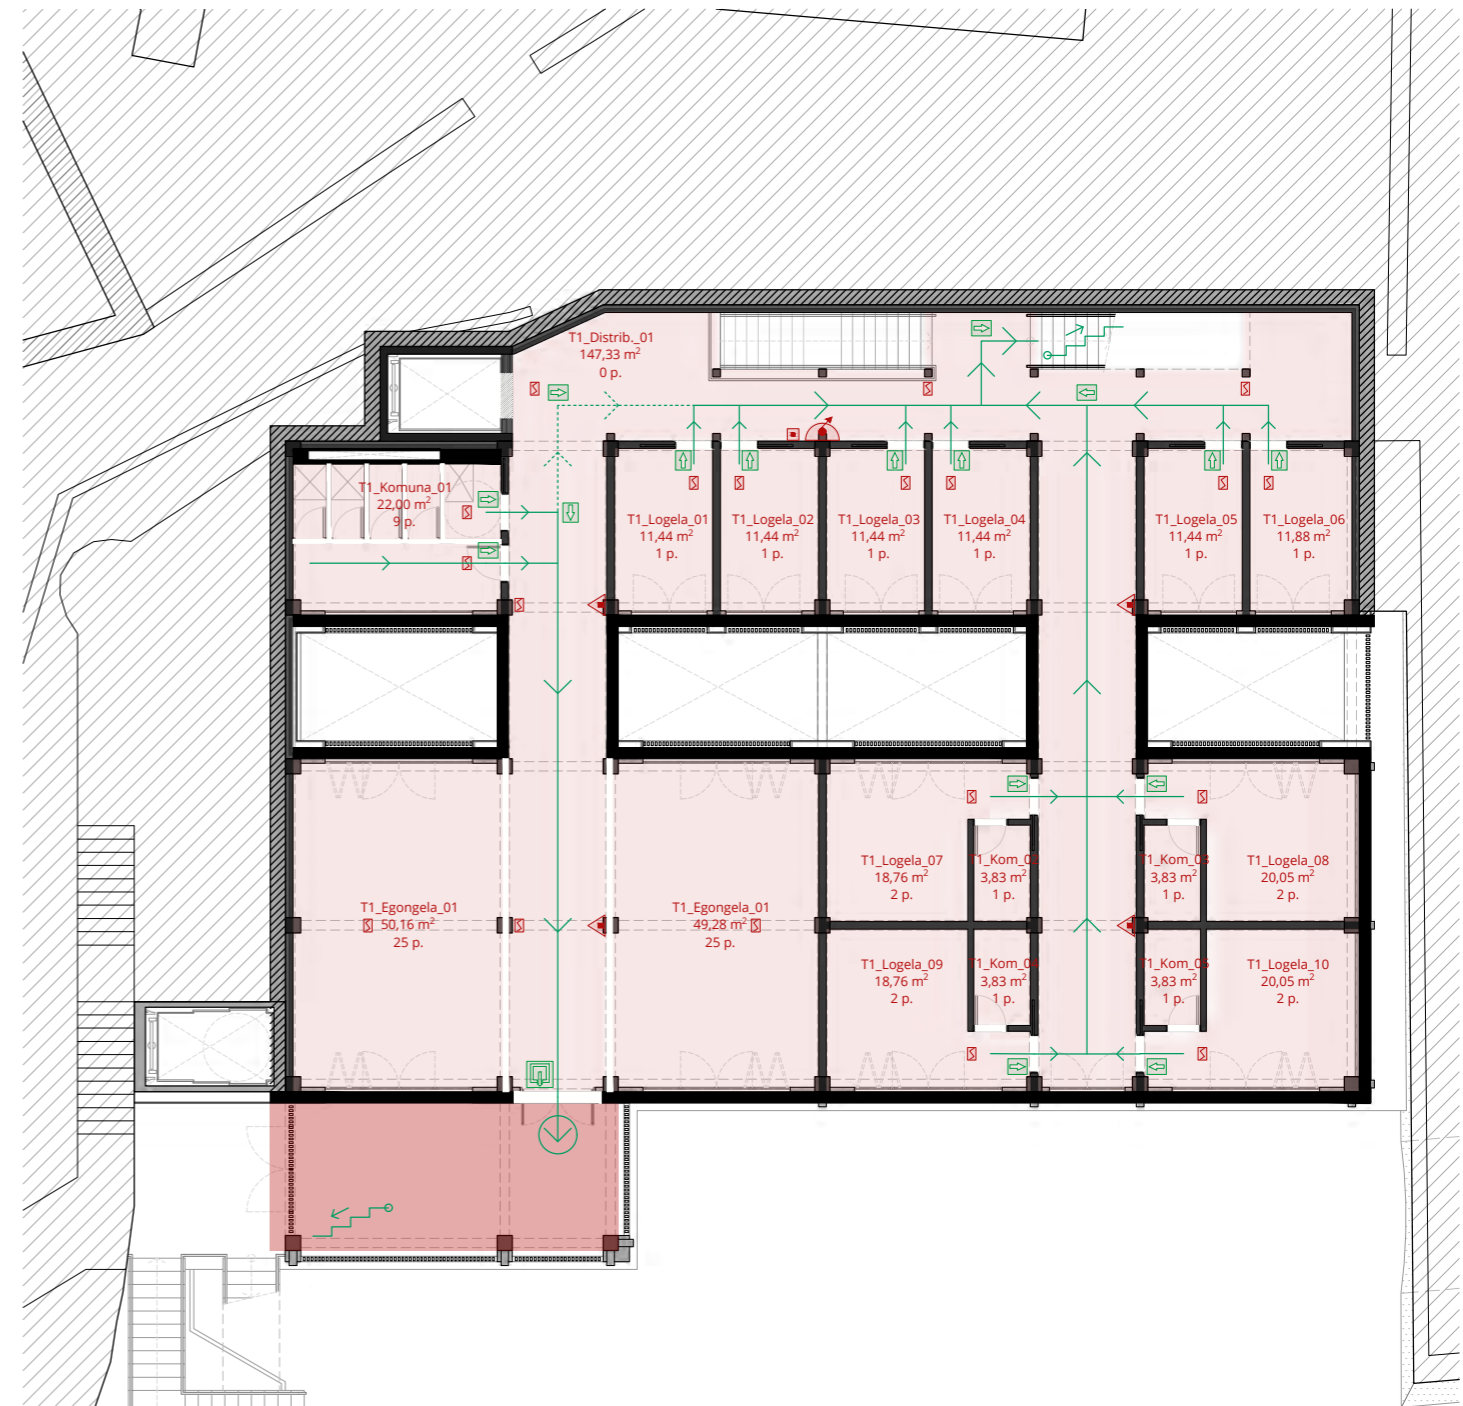 T1_Distrib._01
147,33 m²
0 p.
T1_Komuna_01
22,00 m²
9 p.
T1_Logela_01
11,44 m²
1 p.
T1_Logela_02
11,44 m²
1 p.
T1_Logela_03
11,44 m²
1 p.
T1_Logela_04
11,44 m²
1 p.
T1_Logela_05
11,44 m²
1 p.
T1_Logela_06
11,88 m²
1 p.
T1_Logela_07
18,76 m²
2 p.
3,83 m²
1 p.
3,83 m²
1 p.
T1_Logela_08
20,05 m²
2 p.
T1_Egongela_01
50,16 m²
25 p.
T1_Egongela_01
49,28 m²
25 p.
T1_Logela_09
18,76 m²
2 p.
3,83 m²
1 p.
3,83 m²
1 p.
T1_Logela_10
20,05 m²
2 p.